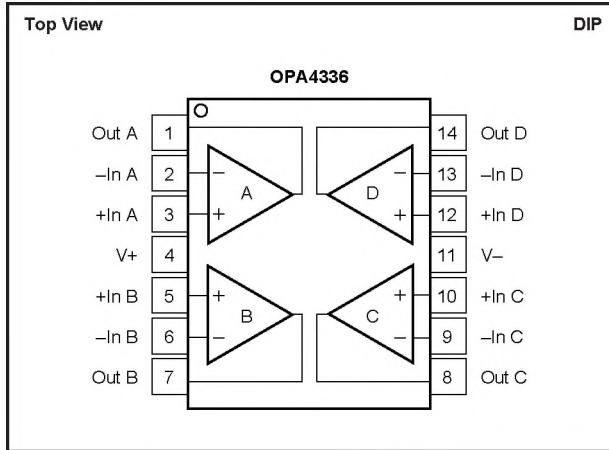 Top View DIP
OPA4336
Out A 1 14 Out D
–In A 2 – – 13 –In D
A D
+In A 3 + + 12 +In D
V+ 4 11 V–
+In B 5 + + 10 +In C
B C
–In B 6 – – 9 –In C
Out B 7 8 Out C